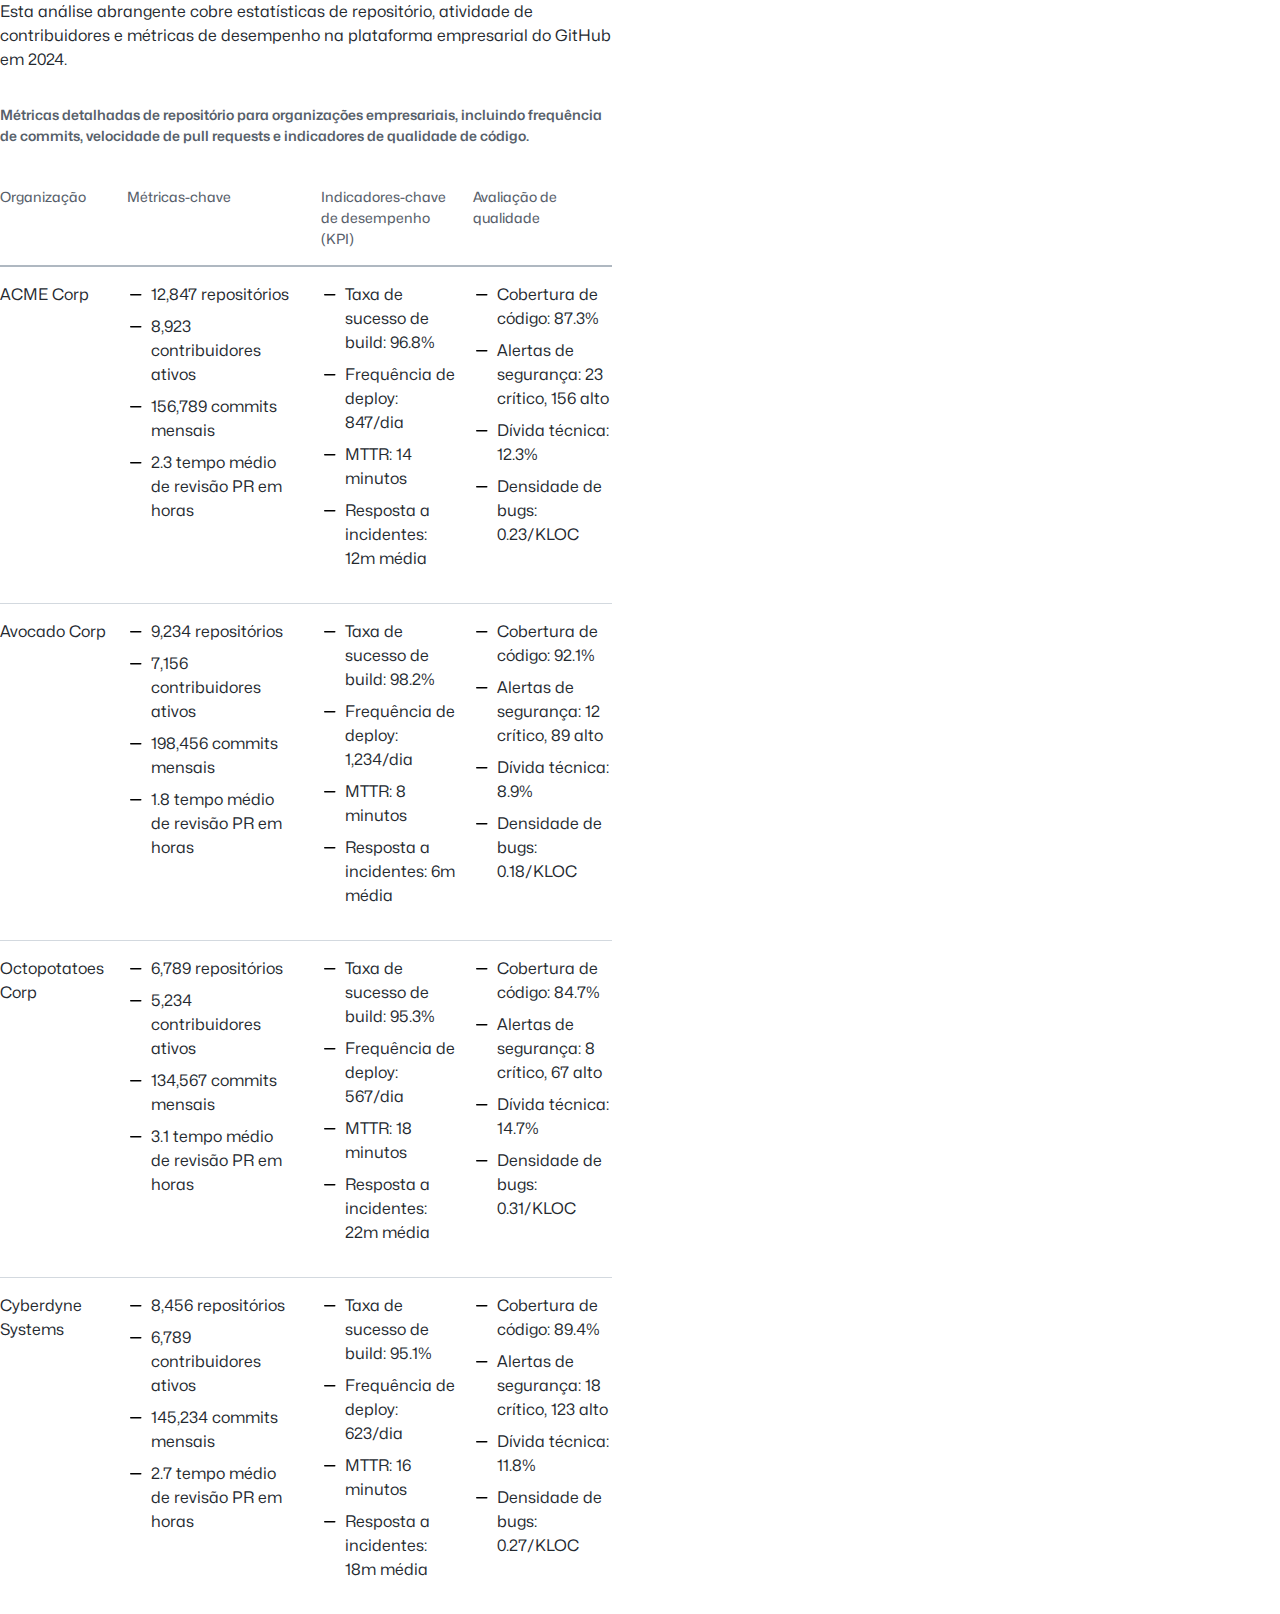 Esta análise abrangente cobre estatísticas de repositório, atividade de
contribuidores e métricas de desempenho na plataforma empresarial do GitHub
em 2024.
Métricas detalhadas de repositório para organizações empresariais, incluindo frequência
de commits, velocidade de pull requests e indicadores de qualidade de código.
Organização
Métricas-chave
Indicadores-chave
de desempenho
(KPI)
Avaliação de
qualidade
ACME Corp
— 12,847 repositórios
— 8,923
contribuidores
ativos
— 156,789 commits
mensais
— 2.3 tempo médio
de revisão PR em
horas
— Taxa de
sucesso de
build: 96.8%
— Frequência de
deploy:
847/dia
— MTTR: 14
minutos
— Resposta a
incidentes:
12m média
— Cobertura de
código: 87.3%
— Alertas de
segurança: 23
crítico, 156 alto
— Dívida técnica:
12.3%
— Densidade de
bugs:
0.23/KLOC
Avocado Corp
— 9,234 repositórios
— 7,156
contribuidores
ativos
— 198,456 commits
mensais
— 1.8 tempo médio
de revisão PR em
horas
— Taxa de
sucesso de
build: 98.2%
— Frequência de
deploy:
1,234/dia
— MTTR: 8
minutos
— Resposta a
incidentes: 6m
média
— Cobertura de
código: 92.1%
— Alertas de
segurança: 12
crítico, 89 alto
— Dívida técnica:
8.9%
— Densidade de
bugs:
0.18/KLOC
Octopotatoes
Corp
— 6,789 repositórios
— 5,234
contribuidores
ativos
— 134,567 commits
mensais
— 3.1 tempo médio
de revisão PR em
horas
— Taxa de
sucesso de
build: 95.3%
— Frequência de
deploy:
567/dia
— MTTR: 18
minutos
— Resposta a
incidentes:
22m média
— Cobertura de
código: 84.7%
— Alertas de
segurança: 8
crítico, 67 alto
— Dívida técnica:
14.7%
— Densidade de
bugs:
0.31/KLOC
Cyberdyne
Systems
— 8,456 repositórios
— 6,789
contribuidores
ativos
— 145,234 commits
mensais
— 2.7 tempo médio
de revisão PR em
horas
— Taxa de
sucesso de
build: 95.1%
— Frequência de
deploy:
623/dia
— MTTR: 16
minutos
— Resposta a
incidentes:
18m média
— Cobertura de
código: 89.4%
— Alertas de
segurança: 18
crítico, 123 alto
— Dívida técnica:
11.8%
— Densidade de
bugs:
0.27/KLOC